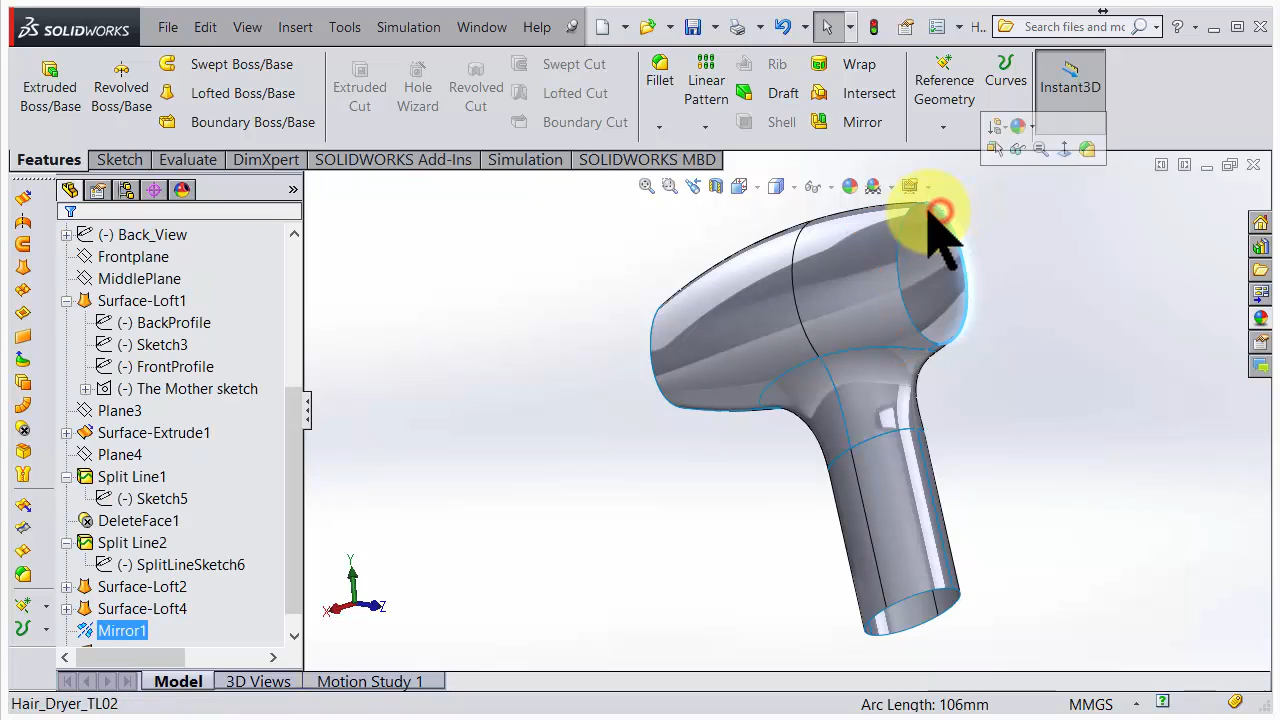 SOLIDWORKS File Edit View Insert Tools Simulation Window Help H.. Search files and mo
Extruded Boss/Base
Revolved Boss/Base
Swept Boss/Base
Lofted Boss/Base
Boundary Boss/Base
Extruded Cut
Hole Wizard
Revolved Cut
Swept Cut
Lofted Cut
Boundary Cut
Fillet
Linear Pattern
Rib
Draft
Shell
Wrap
Intersect
Mirror
Reference Geometry
Curves
Instant3D
Features Sketch Evaluate DimXpert SOLIDWORKS Add-Ins Simulation SOLIDWORKS MBD
(-) Back_View
Frontplane
MiddlePlane
Surface-Loft1
(-) BackProfile
(-) Sketch3
(-) FrontProfile
(-) The Mother sketch
Plane3
Surface-Extrude1
Plane4
Split Line1
(-) Sketch5
DeleteFace1
Split Line2
(-) SplitLineSketch6
Surface-Loft2
Surface-Loft4
Mirror1
Y
X
Z
Model 3D Views Motion Study 1
Hair_Dryer_TL02 Arc Length: 106mm MMGS